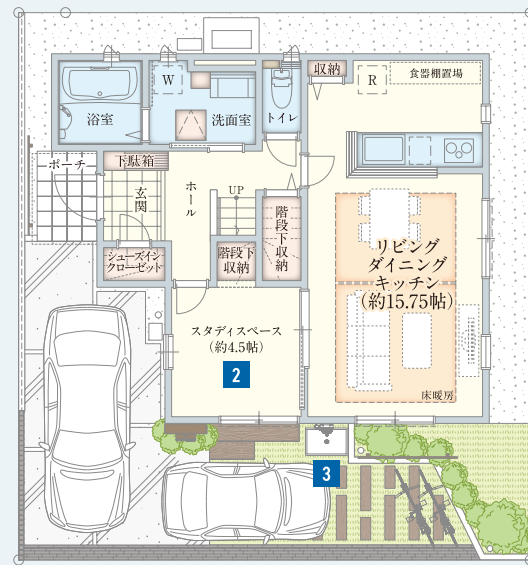 収納
R
食器棚置場
W
浴室
洗面室
トイレ
ポーチ
下駄箱
玄関
ホール
UP
階段下収納
シューズイン
クローゼット
階段下
収納
リビング
ダイニング
キッチン
(約15.75帖)
スタディスペース
(約4.5帖)
2
床暖房
3